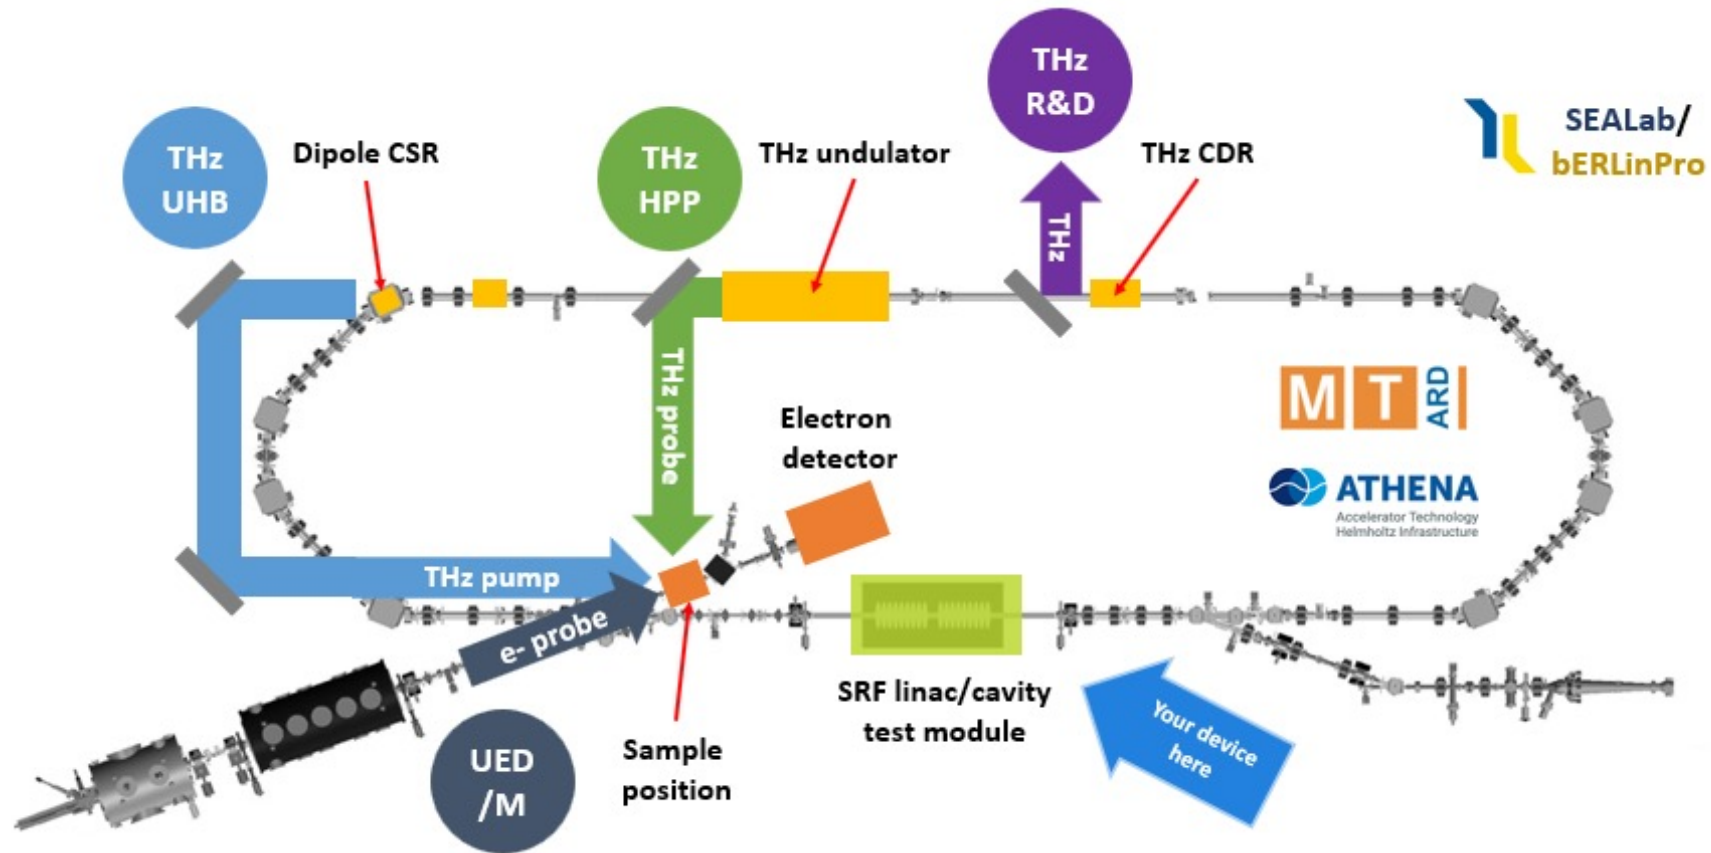 THz
R&D
THz
UHB
Dipole CSR
THz
HPP
THz undulator
THz CDR
SEALab/
bERLinPro
THz
THz probe
M T ARD
Electron
detector
ATHENA
Accelerator Technology
Helmholtz Infrastructure
THz pump
e- probe
SRF linac/cavity
test module
Your device
here
UED
/M
Sample
position